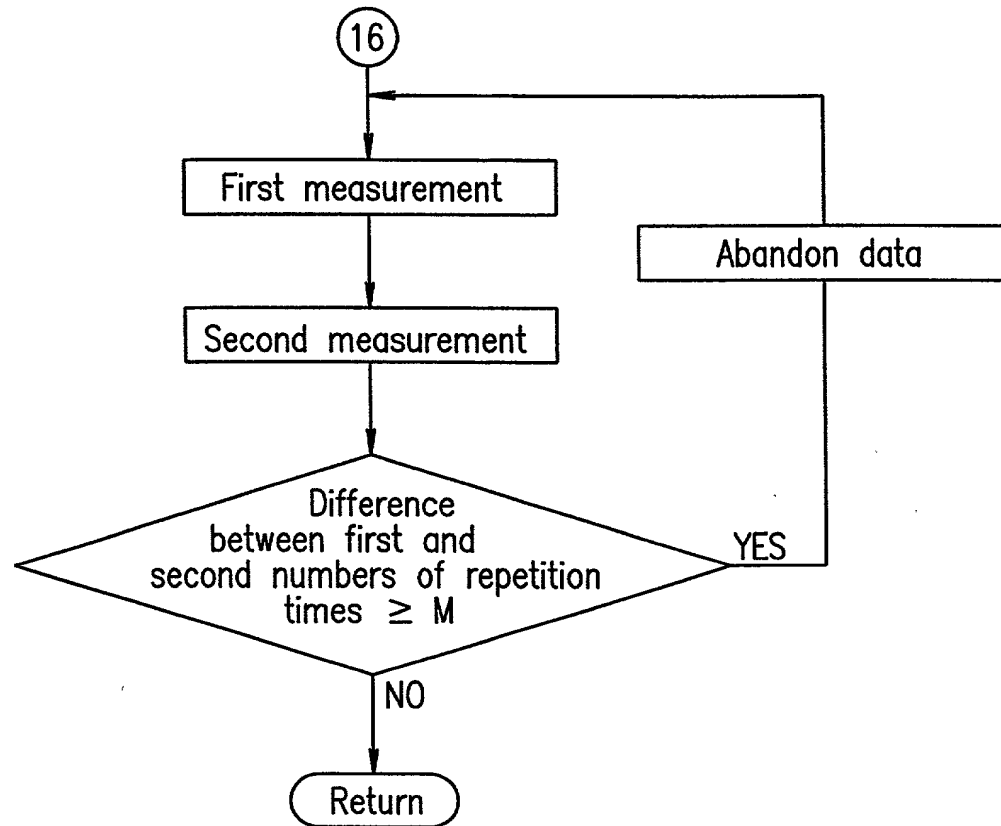 16
First measurement
Abandon data
Second measurement
Difference
between first and
second numbers of repetition
times ≥ M
YES
NO
Return